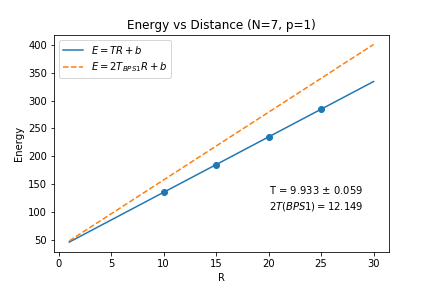 Energy vs Distance (N=7, p=1)
E = TR + b
E = 2T_{BPS1}R + b
400
350
300
250
200
150
100
50
Energy
T = 9.933 ± 0.059
2T(BPS1) = 12.149
0 5 10 15 20 25 30
R